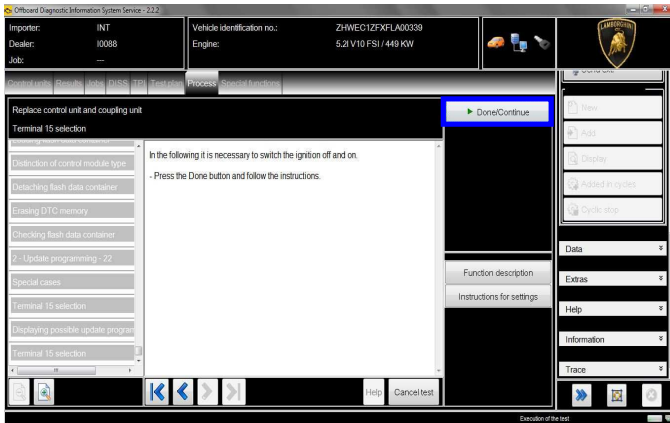 Offboard Diagnostic Information System Service - 2.2.2
Importer: INT
Dealer: I0088
Job: ---
Vehicle identification no.: ZHWEC1ZFXFLA00339
Engine: 5.2l V10 FSI / 449 KW
LAMBORGHINI
Control units Results Jobs DISS TPI Test plan Process Special functions
Replace control unit and coupling unit
Terminal 15 selection
Done/Continue
Distinction of control module type
Detaching flash data container
Erasing DTC memory
Checking flash data container
2 - Update programming - 22
Special cases
Terminal 15 selection
Displaying possible update program
Terminal 15 selection
In the following it is necessary to switch the ignition off and on.
- Press the Done button and follow the instructions.
Function description
Instructions for settings
Help
Cancel test
New
Add
Display
Added in cycles
Cyclic stop
Data
Extras
Help
Information
Trace
Execution of the test